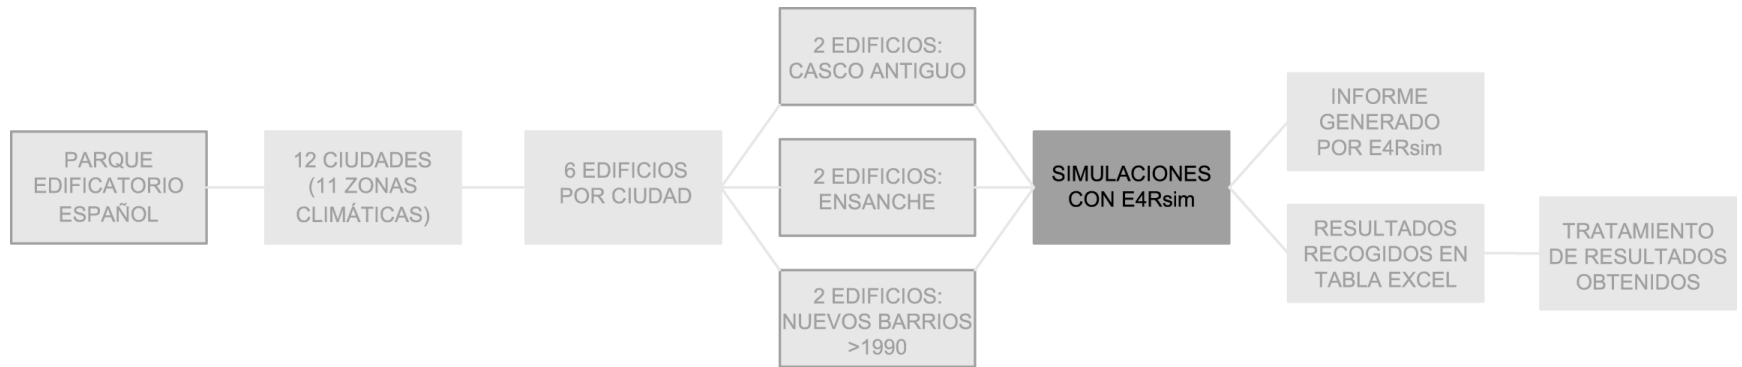 PARQUE
EDIFICATORIO
ESPAÑOL
12 CIUDADES
(11 ZONAS
CLIMÁTICAS)
6 EDIFICIOS
POR CIUDAD
2 EDIFICIOS:
CASCO ANTIGUO
2 EDIFICIOS:
ENSANCHE
2 EDIFICIOS:
NUEVOS BARRIOS
>1990
SIMULACIONES
CON E4Rsim
INFORME
GENERADO
POR E4Rsim
RESULTADOS
RECOGIDOS EN
TABLA EXCEL
TRATAMIENTO
DE RESULTADOS
OBTENIDOS